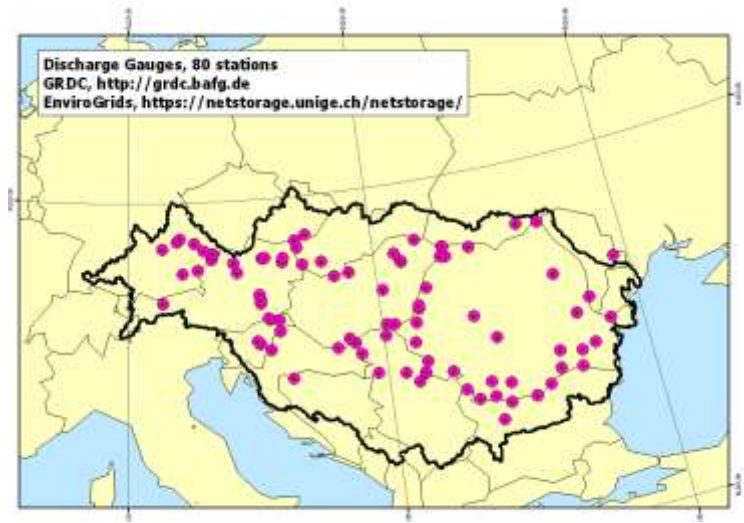 Discharge Gauges, 80 stations
GRDC, http://grdc.bafg.de
EnviroGrids, https://netstorage.unige.ch/netstorage/